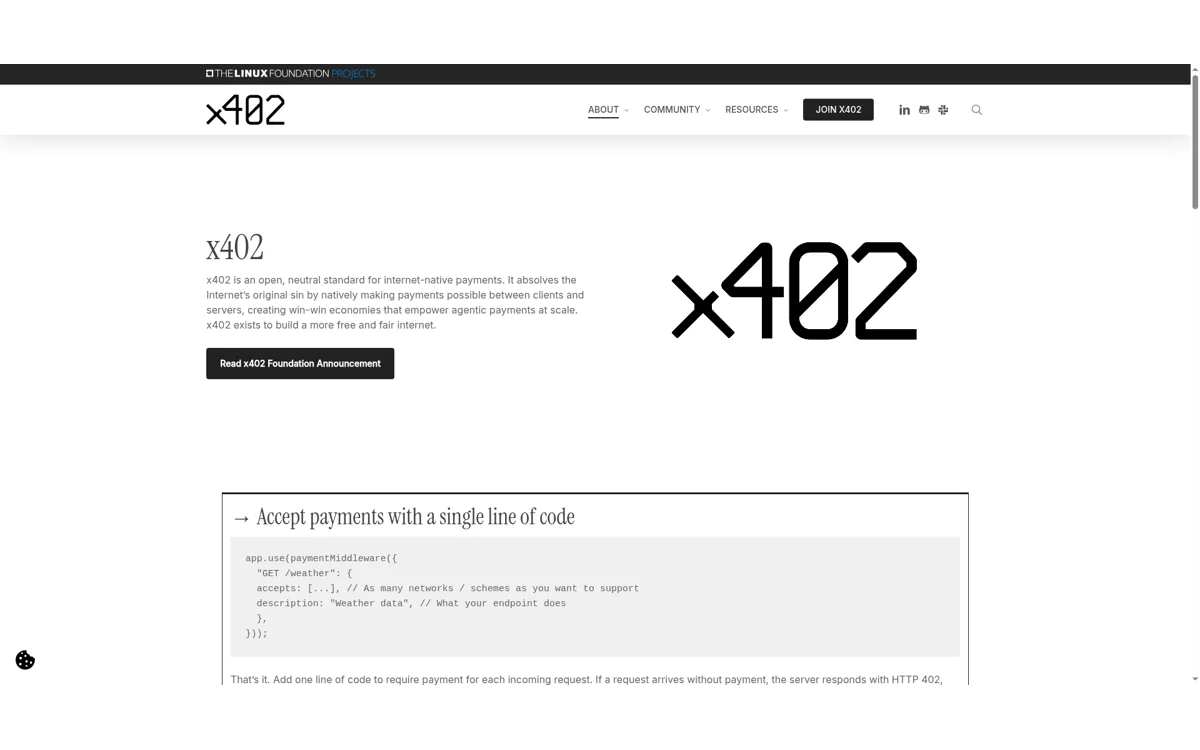 THE LINUX FOUNDATION PROJECTS
x402
ABOUT
COMMUNITY
RESOURCES
JOIN X402
x402
x402 is an open, neutral standard for internet-native payments. It absolves the
Internet's original sin by natively making payments possible between clients and
servers, creating win-win economies that empower agentic payments at scale.
x402 exists to build a more free and fair internet.
Read x402 Foundation Announcement
x402
→ Accept payments with a single line of code
app.use(paymentMiddleware({
  "GET /weather": {
  accepts: [...], // As many networks / schemes as you want to support
  description: "Weather data", // What your endpoint does
  },
}));
That's it. Add one line of code to require payment for each incoming request. If a request arrives without payment, the server responds with HTTP 402,